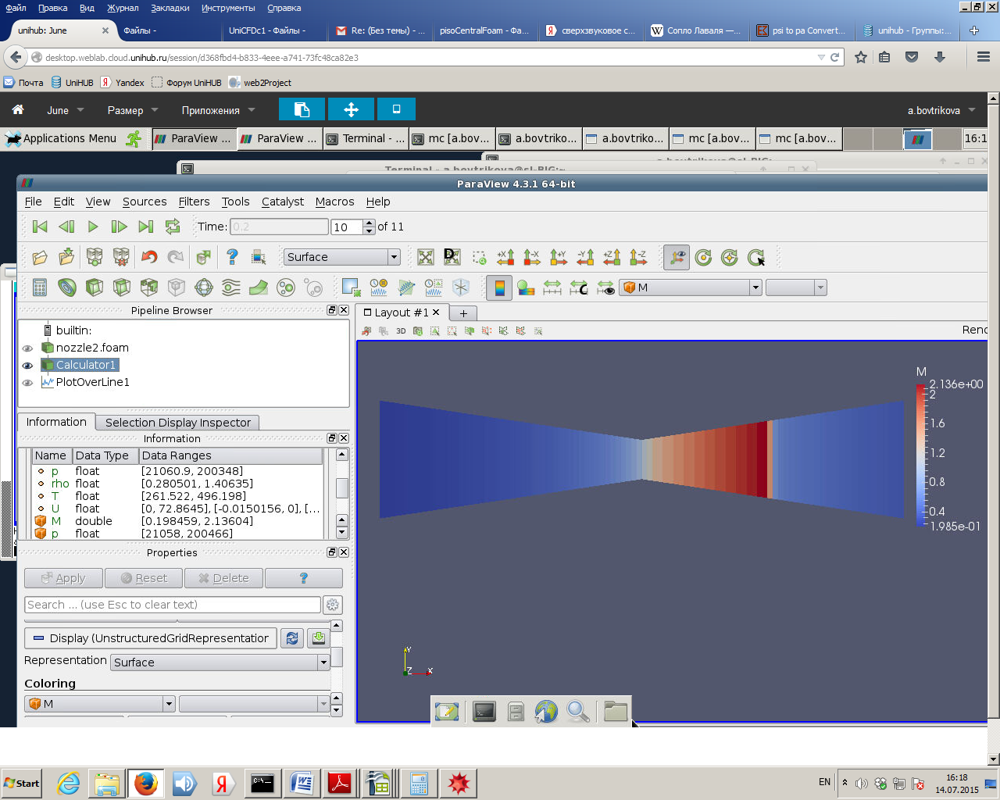 Файл Правка Вид Журнал Закладки Инструменты Справка
unihub: June Файлы - UniCFDc1 - Файлы - Re: (Без темы) - ... pisoCentralFoam - Фа... сверхзвуковое с... Сопло Лаваля —... psi to pa Convert... unihub - Группы:...
desktop.weblab.cloud.unihub.ru/session/d368fbd4-b833-4eee-a741-73fc48ca82e3
Почта UniHUB Yandex Форум UniHUB web2Project
June Размер Приложения a.bovtrikova
Applications Menu ParaView ... ParaView ... Terminal - ... mc [a.bov... a.bovtriko... a.bovtriko... mc [a.bo... mc [a.bo... 16:1
ParaView 4.3.1 64-bit
File Edit View Sources Filters Tools Catalyst Macros Help
Time: 0.2 10 of 11
Surface
M
Pipeline Browser
builtin:
nozzle2.foam
Calculator1
PlotOverLine1
Layout #1
3D
Information Selection Display Inspector
Information
Name Data Type Data Ranges
p float [21060.9, 200348]
rho float [0.280501, 1.40635]
T float [261.522, 496.198]
U float [0, 72.8645], [-0.0150156, 0], [...
M double [0.198459, 2.13604]
p float [21058, 200466]
Properties
Apply Reset Delete ?
Search ... (use Esc to clear text)
Display (UnstructuredGridRepresentation
Representation Surface
Coloring
M
M
2.136e+00
2
1.6
1.2
0.8
0.4
1.985e-01
Y
Z X
Start EN 16:18
14.07.2015